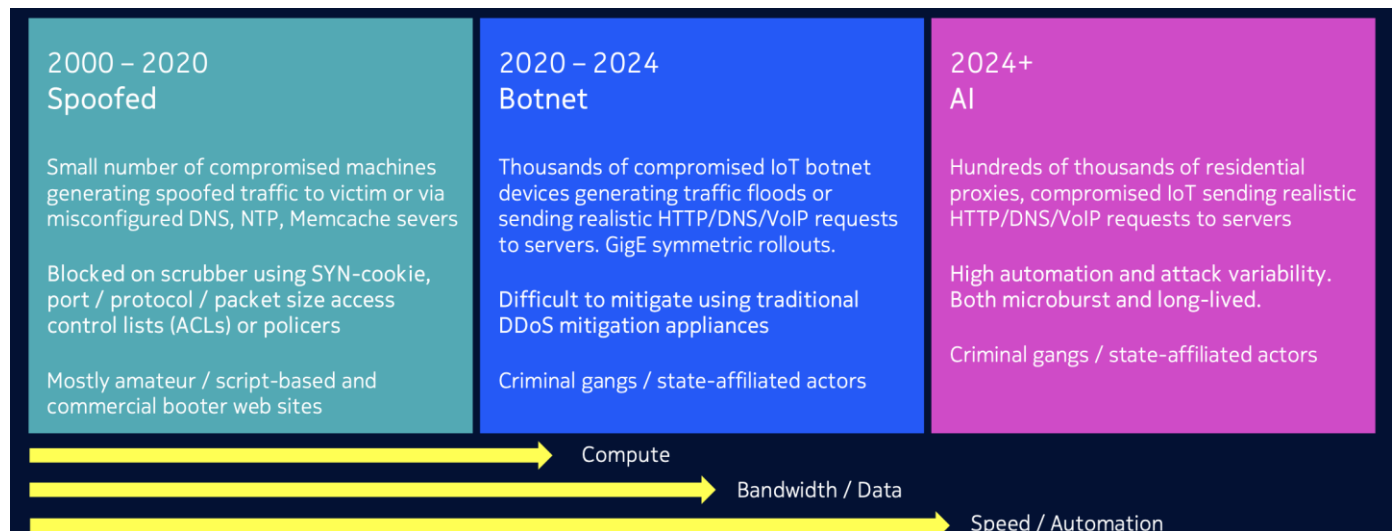 2000 – 2020
Spoofed
Small number of compromised machines
generating spoofed traffic to victim or via
misconfigured DNS, NTP, Memcache severs
Blocked on scrubber using SYN-cookie,
port / protocol / packet size access
control lists (ACLs) or policers
Mostly amateur / script-based and
commercial booter web sites
2020 – 2024
Botnet
Thousands of compromised IoT botnet
devices generating traffic floods or
sending realistic HTTP/DNS/VoIP requests
to servers. GigE symmetric rollouts.
Difficult to mitigate using traditional
DDoS mitigation appliances
Criminal gangs / state-affiliated actors
2024+
AI
Hundreds of thousands of residential
proxies, compromised IoT sending realistic
HTTP/DNS/VoIP requests to servers
High automation and attack variability.
Both microburst and long-lived.
Criminal gangs / state-affiliated actors
Compute
Bandwidth / Data
Speed / Automation